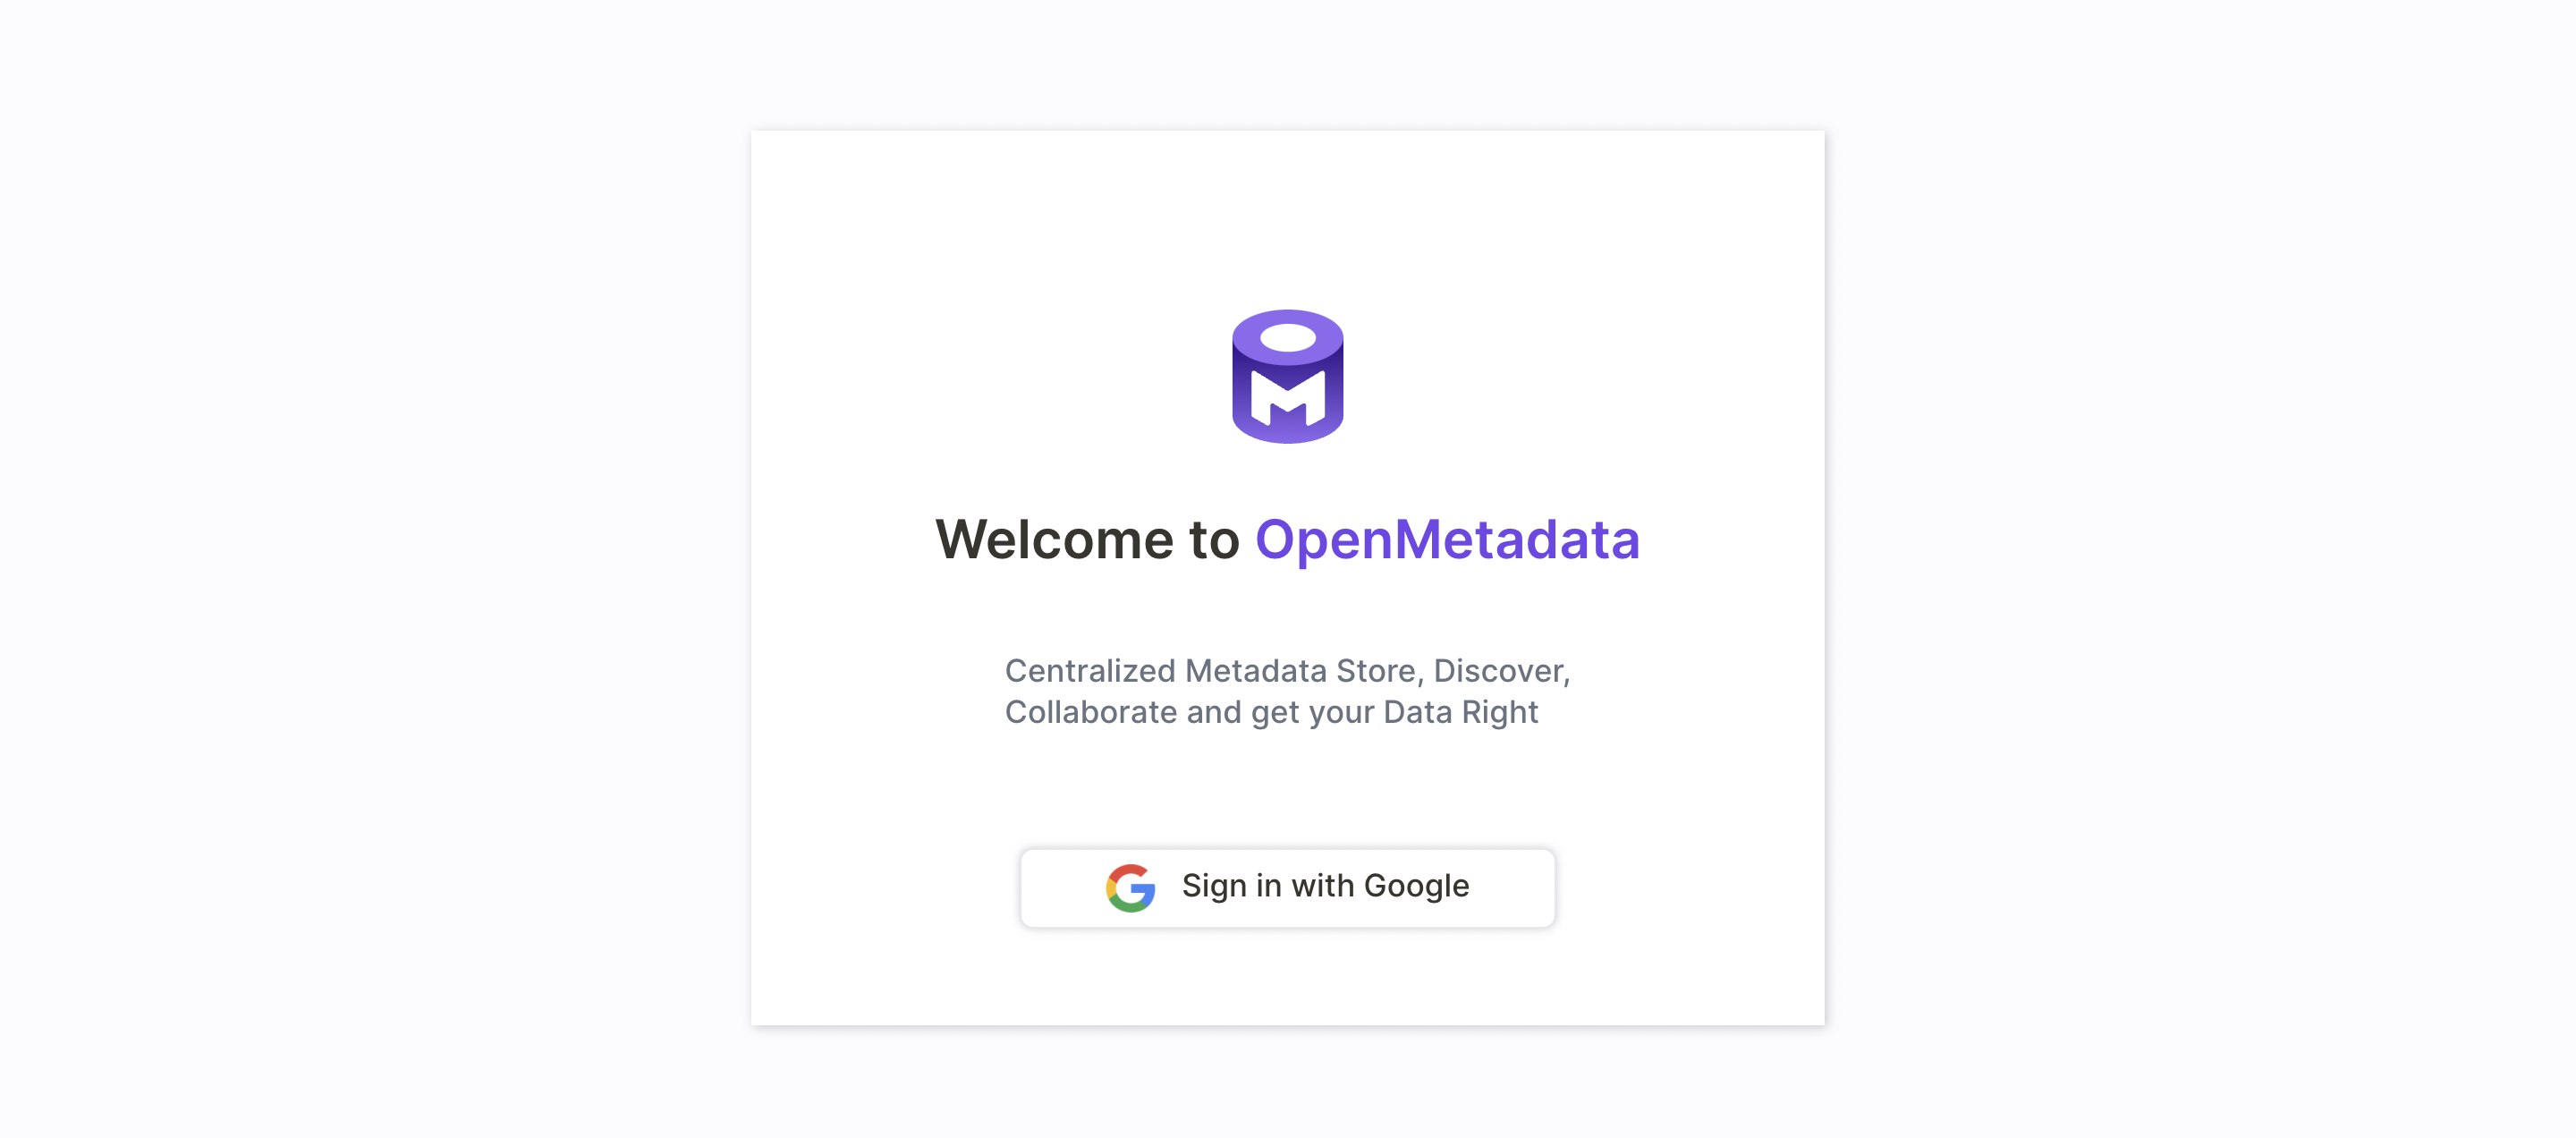 Welcome to OpenMetadata
Centralized Metadata Store, Discover,
Collaborate and get your Data Right
Sign in with Google